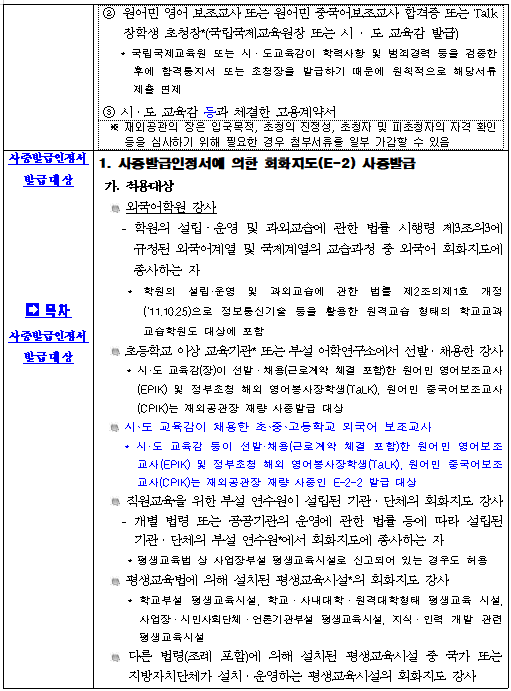 ② 원어민 영어 보조교사 또는 원어민 중국어보조교사 합격증 또는 Talk
장학생 초청장*(국립국제교육원장 또는 시 · 도 교육감 발급)
* 국립국제교육원 또는 시·도교육감이 학력사항 및 범죄경력 등을 검증한
후에 합격통지서 또는 초청장을 발급하기 때문에 원칙적으로 해당서류
제출 면제
③ 시·도 교육감 등과 체결한 고용계약서
※ 재외공관의 장은 입국목적, 초청의 진정성, 초청자 및 피초청자의 자격 확인
등을 심사하기 위해 필요한 경우 첨부서류를 일부 가감할 수 있음
사증발급인정서
발급대상
➡ 목차
사증발급인정서
발급대상
1. 사증발급인정서에 의한 회화지도(E-2) 사증발급
가. 적용대상
외국어학원 강사
- 학원의 설립·운영 및 과외교습에 관한 법률 시행령 제3조의3에
규정된 외국어계열 및 국제계열의 교습과정 중 외국어 회화지도에
종사하는 자
* 학원의 설립·운영 및 과외교습에 관한 법률 제2조의제1호 개정
('11.10.25)으로 정보통신기술 등을 활용한 원격교습 형태의 학교교과
교습학원도 대상에 포함
초등학교 이상 교육기관* 또는 부설 어학연구소에서 선발·채용한 강사
* 시·도 교육감(장)이 선발·채용(근로계약 체결 포함)한 원어민 영어보조교사
(EPIK) 및 정부초청 해외 영어봉사장학생(TaLK), 원어민 중국어보조교사
(CPIK)는 재외공관장 재량 사증발급 대상
시·도 교육감이 채용한 초·중·고등학교 외국어 보조교사
* 시·도 교육감 등이 선발·채용(근로계약 체결 포함)한 원어민 영어보조
교사(EPIK) 및 정부초청 해외 영어봉사장학생(TaLK), 원어민 중국어보조
교사(CPIK)는 재외공관장 재량 사증인 E-2-2 발급 대상
직원교육을 위한 부설 연수원이 설립된 기관·단체의 회화지도 강사
- 개별 법령 또는 공공기관의 운영에 관한 법률 등에 따라 설립된
기관·단체의 부설 연수원*에서 회화지도에 종사하는 자
* 평생교육법 상 사업장부설 평생교육시설로 신고되어 있는 경우도 허용
평생교육법에 의해 설치된 평생교육시설*의 회화지도 강사
* 학교부설 평생교육시설, 학교·사내대학·원격대학형태 평생교육 시설,
사업장·시민사회단체·언론기관부설 평생교육시설, 지식·인력 개발 관련
평생교육시설
다른 법령(조례 포함)에 의해 설치된 평생교육시설 중 국가 또는
지방자치단체가 설치·운영하는 평생교육시설의 회화지도 강사